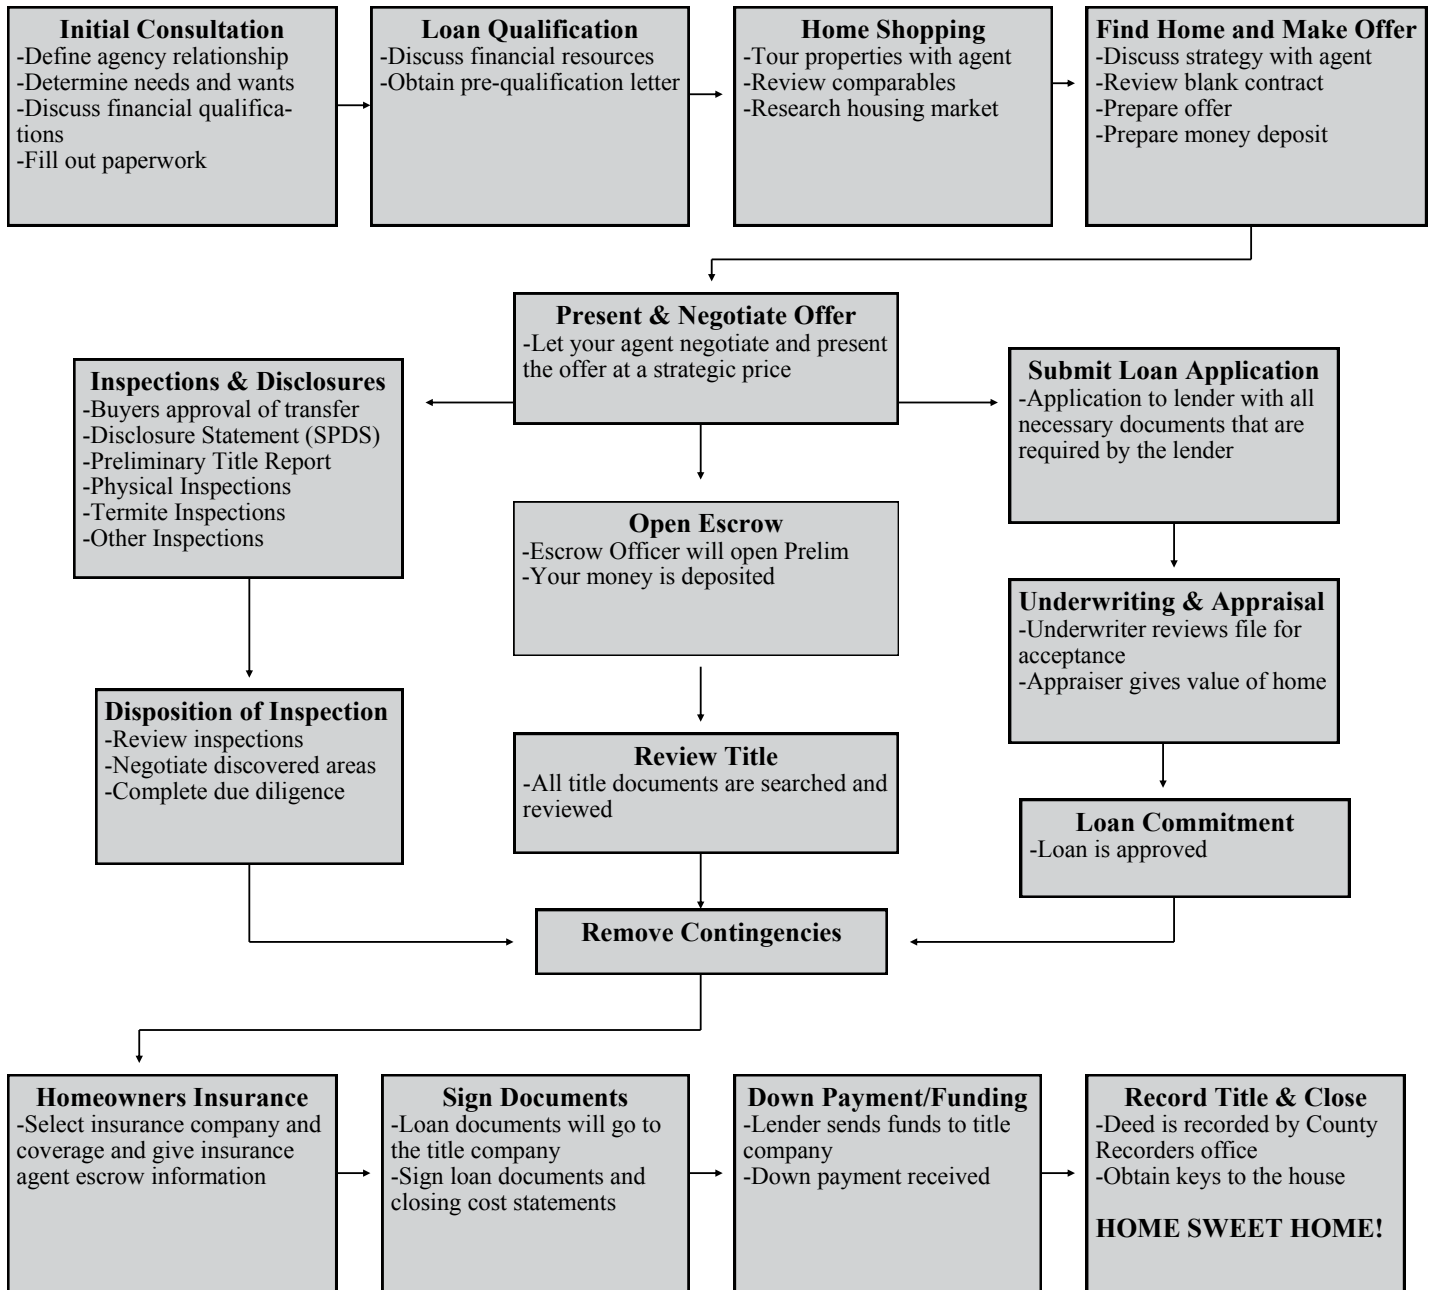 Initial Consultation
-Define agency relationship
-Determine needs and wants
-Discuss financial qualifica-
tions
-Fill out paperwork
Loan Qualification
-Discuss financial resources
-Obtain pre-qualification letter
Home Shopping
-Tour properties with agent
-Review comparables
-Research housing market
Find Home and Make Offer
-Discuss strategy with agent
-Review blank contract
-Prepare offer
-Prepare money deposit
Present & Negotiate Offer
-Let your agent negotiate and present
the offer at a strategic price
Inspections & Disclosures
-Buyers approval of transfer
-Disclosure Statement (SPDS)
-Preliminary Title Report
-Physical Inspections
-Termite Inspections
-Other Inspections
Submit Loan Application
-Application to lender with all
necessary documents that are
required by the lender
Open Escrow
-Escrow Officer will open Prelim
-Your money is deposited
Underwriting & Appraisal
-Underwriter reviews file for
acceptance
-Appraiser gives value of home
Disposition of Inspection
-Review inspections
-Negotiate discovered areas
-Complete due diligence
Review Title
-All title documents are searched and
reviewed
Loan Commitment
-Loan is approved
Remove Contingencies
Homeowners Insurance
-Select insurance company and
coverage and give insurance
agent escrow information
Sign Documents
-Loan documents will go to
the title company
-Sign loan documents and
closing cost statements
Down Payment/Funding
-Lender sends funds to title
company
-Down payment received
Record Title & Close
-Deed is recorded by County
Recorders office
-Obtain keys to the house
HOME SWEET HOME!